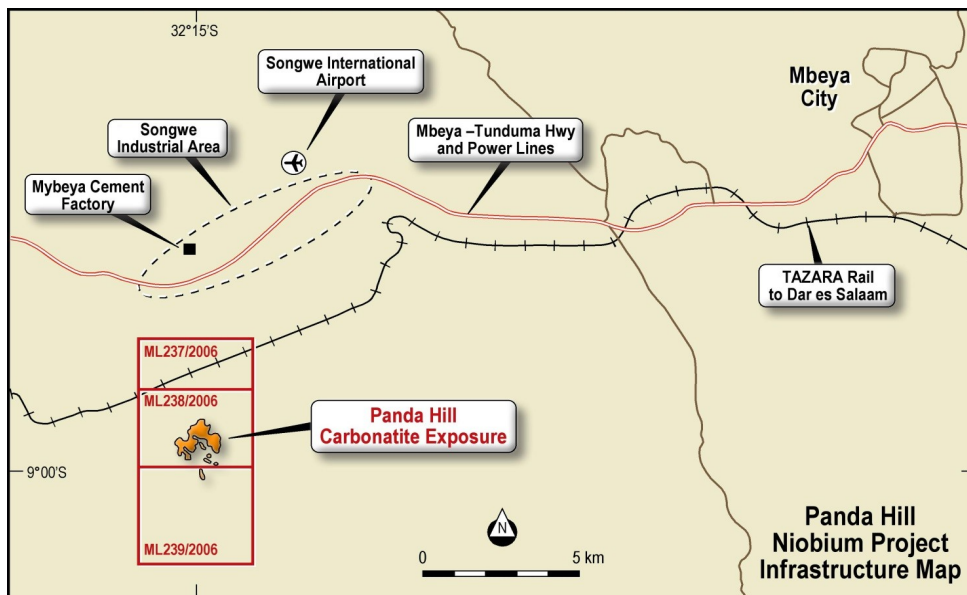 32°15'S
Songwe International
Airport
Mbeya
City
Songwe
Industrial Area
Mbeya –Tunduma Hwy
and Power Lines
Mybeya Cement
Factory
TAZARA Rail
to Dar es Salaam
ML237/2006
ML238/2006
Panda Hill
Carbonatite Exposure
9°00'S
ML239/2006
N
0
5 km
Panda Hill
Niobium Project
Infrastructure Map